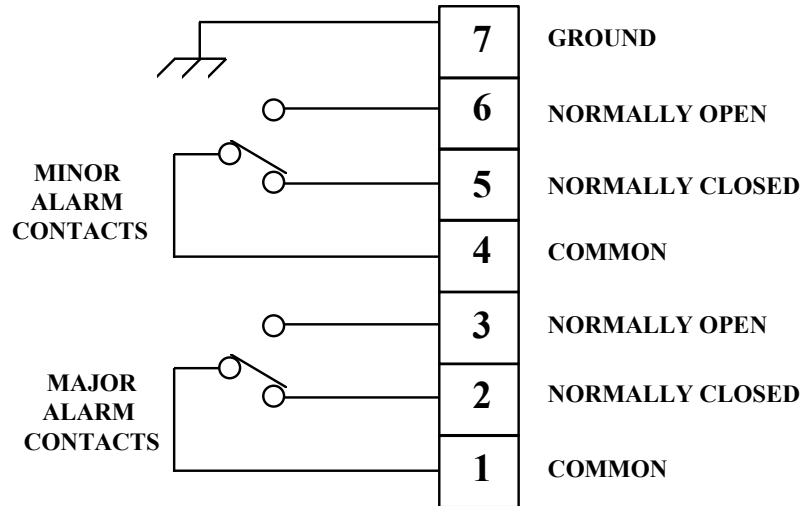 7 GROUND
6 NORMALLY OPEN
MINOR
ALARM
CONTACTS
5 NORMALLY CLOSED
4 COMMON
3 NORMALLY OPEN
MAJOR
ALARM
CONTACTS
2 NORMALLY CLOSED
1 COMMON